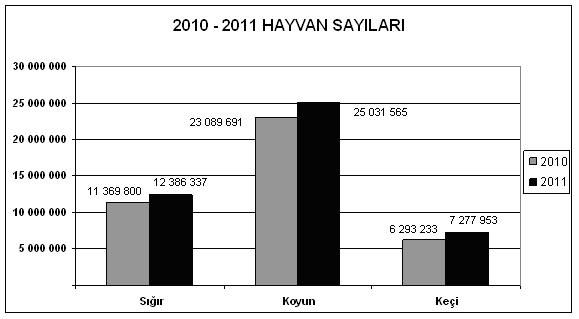 2010 - 2011 HAYVAN SAYILARI
30 000 000
25 000 000
20 000 000
15 000 000
10 000 000
5 000 000
11 369 800
12 386 337
23 089 691
25 031 565
6 293 233
7 277 953
Sığır
Koyun
Keçi
2010
2011